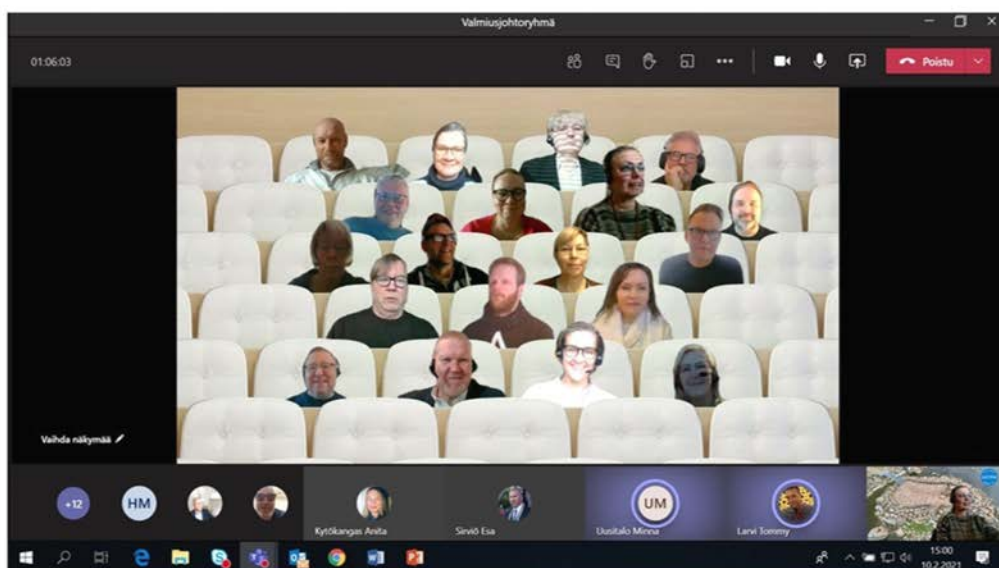 Valmiusjohtoryhmä
01:06:03
Poistu
Vaihda näkymää
+12
HM
Kytökangas Anita
Sirviö Esa
UM
Uusitalo Minna
Larvi Tommy
15:00
10.2.2021